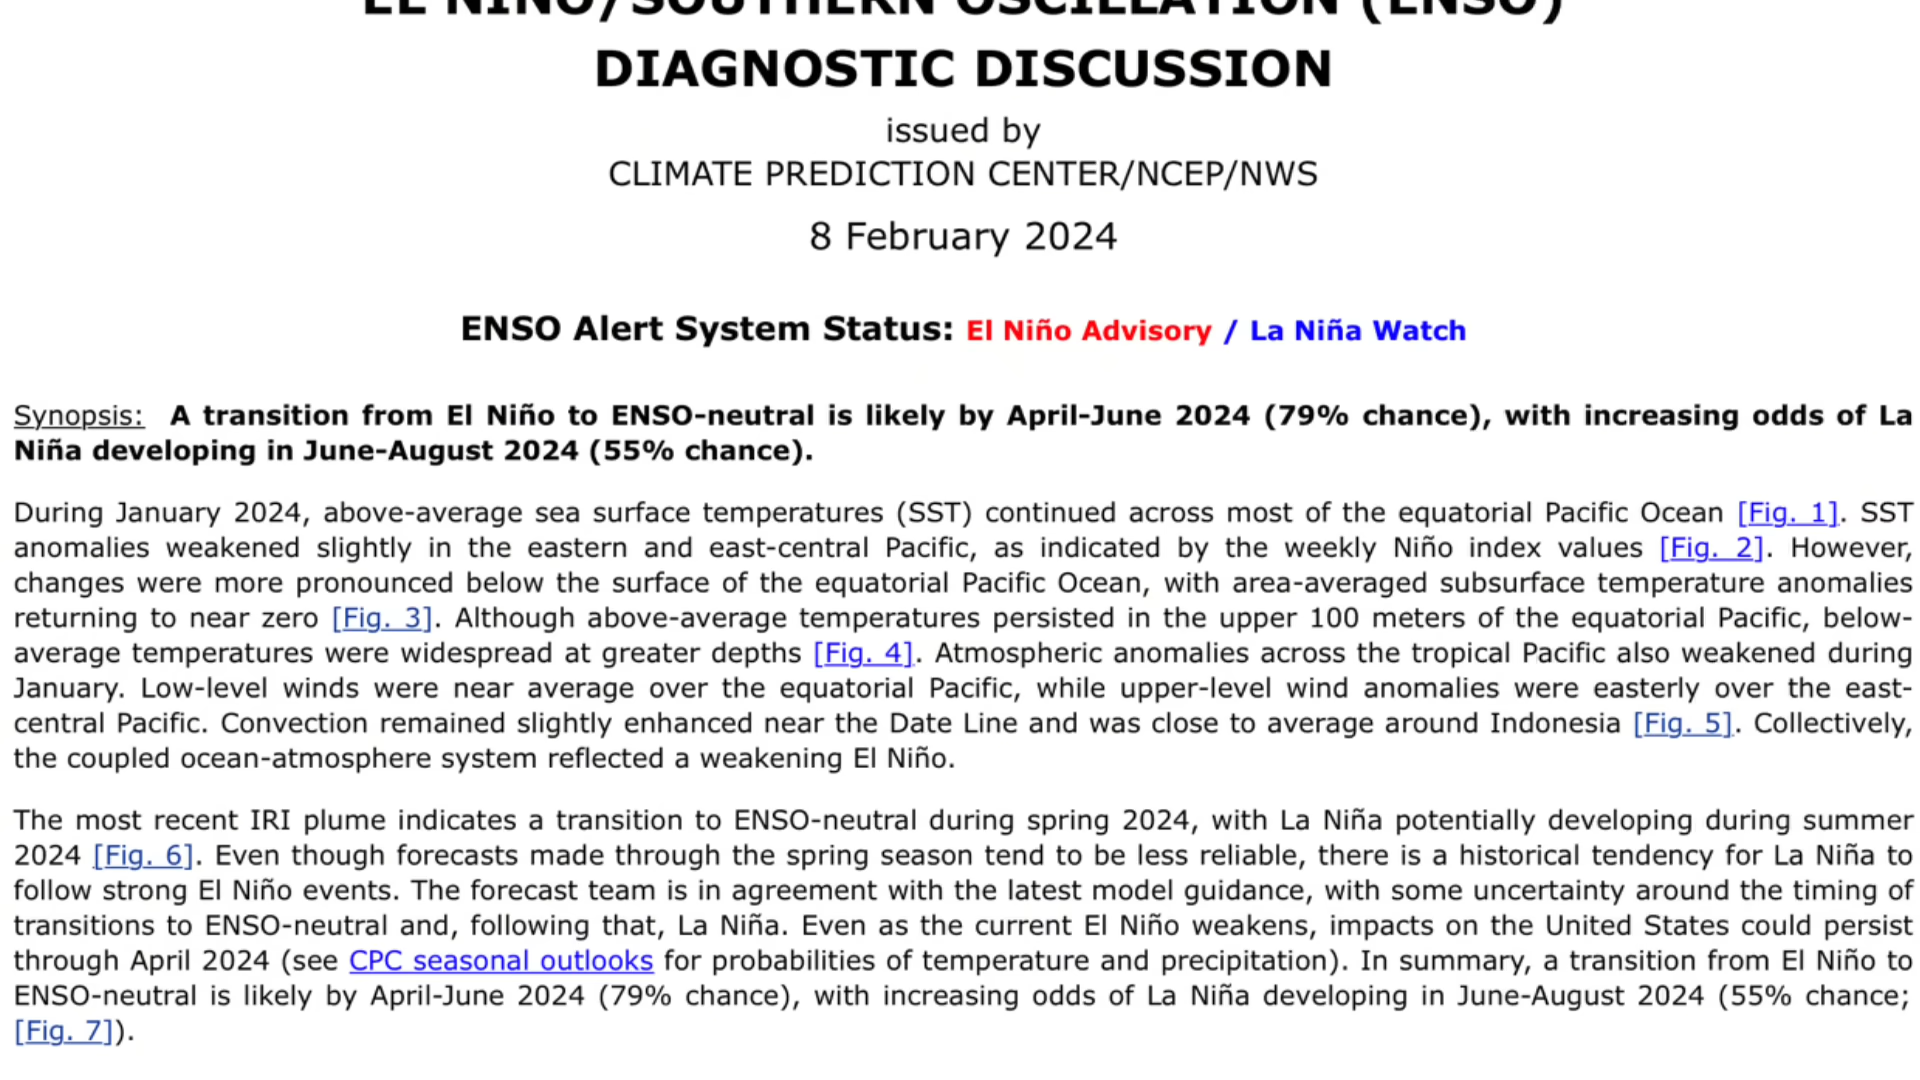 EL NIÑO/SOUTHERN OSCILLATION (ENSO)
DIAGNOSTIC DISCUSSION
issued by
CLIMATE PREDICTION CENTER/NCEP/NWS
8 February 2024
ENSO Alert System Status: El Niño Advisory / La Niña Watch
Synopsis: A transition from El Niño to ENSO-neutral is likely by April-June 2024 (79% chance), with increasing odds of La
Niña developing in June-August 2024 (55% chance).
During January 2024, above-average sea surface temperatures (SST) continued across most of the equatorial Pacific Ocean [Fig. 1]. SST
anomalies weakened slightly in the eastern and east-central Pacific, as indicated by the weekly Niño index values [Fig. 2]. However,
changes were more pronounced below the surface of the equatorial Pacific Ocean, with area-averaged subsurface temperature anomalies
returning to near zero [Fig. 3]. Although above-average temperatures persisted in the upper 100 meters of the equatorial Pacific, below-
average temperatures were widespread at greater depths [Fig. 4]. Atmospheric anomalies across the tropical Pacific also weakened during
January. Low-level winds were near average over the equatorial Pacific, while upper-level wind anomalies were easterly over the east-
central Pacific. Convection remained slightly enhanced near the Date Line and was close to average around Indonesia [Fig. 5]. Collectively,
the coupled ocean-atmosphere system reflected a weakening El Niño.
The most recent IRI plume indicates a transition to ENSO-neutral during spring 2024, with La Niña potentially developing during summer
2024 [Fig. 6]. Even though forecasts made through the spring season tend to be less reliable, there is a historical tendency for La Niña to
follow strong El Niño events. The forecast team is in agreement with the latest model guidance, with some uncertainty around the timing of
transitions to ENSO-neutral and, following that, La Niña. Even as the current El Niño weakens, impacts on the United States could persist
through April 2024 (see CPC seasonal outlooks for probabilities of temperature and precipitation). In summary, a transition from El Niño to
ENSO-neutral is likely by April-June 2024 (79% chance), with increasing odds of La Niña developing in June-August 2024 (55% chance;
[Fig. 7]).